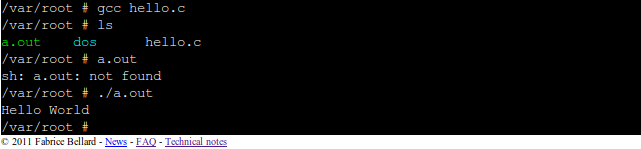 /var/root # gcc hello.c
/var/root # ls
a.out    dos      hello.c
/var/root # a.out
sh: a.out: not found
/var/root # ./a.out
Hello World
/var/root #
© 2011 Fabrice Bellard - News - FAQ - Technical notes